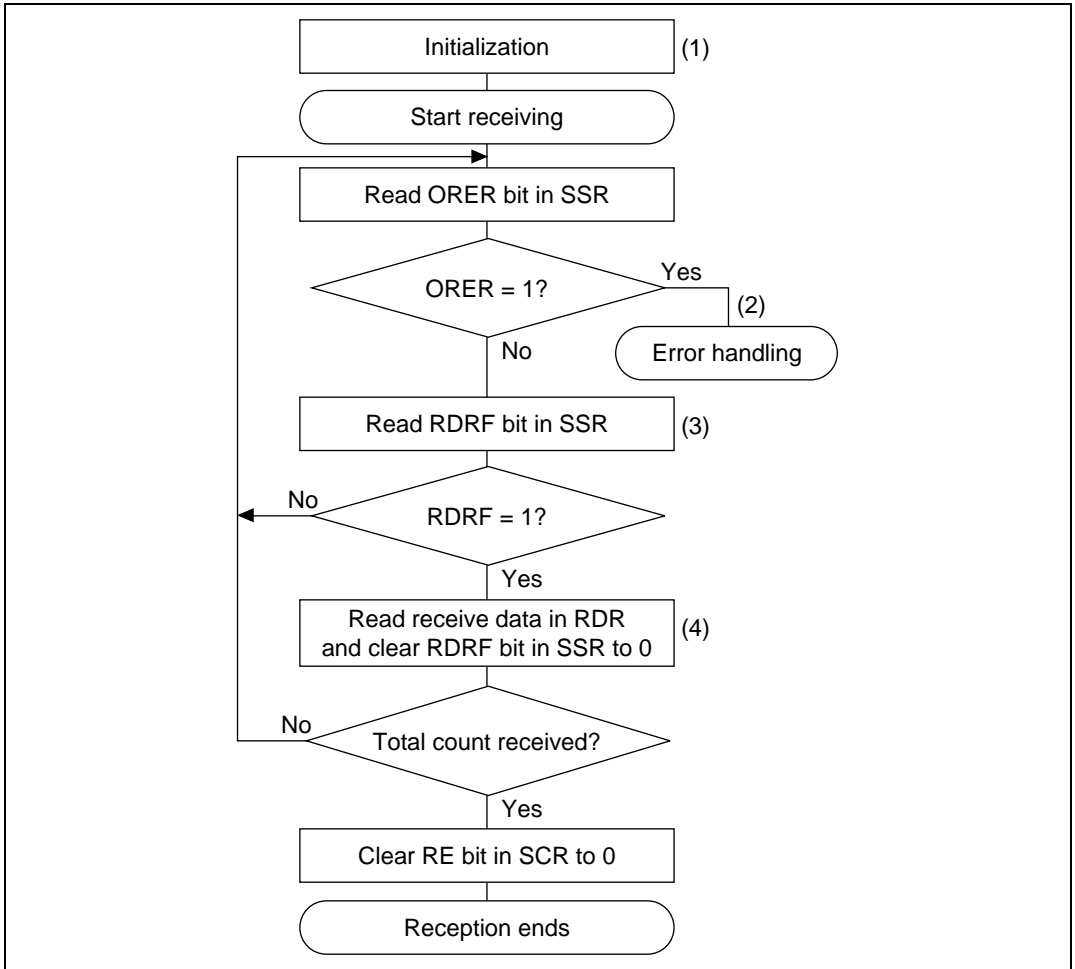 Initialization
(1)
Start receiving
Read ORER bit in SSR
ORER = 1?
Yes
(2)
Error handling
No
Read RDRF bit in SSR
(3)
No
RDRF = 1?
Yes
Read receive data in RDR
and clear RDRF bit in SSR to 0
(4)
No
Total count received?
Yes
Clear RE bit in SCR to 0
Reception ends